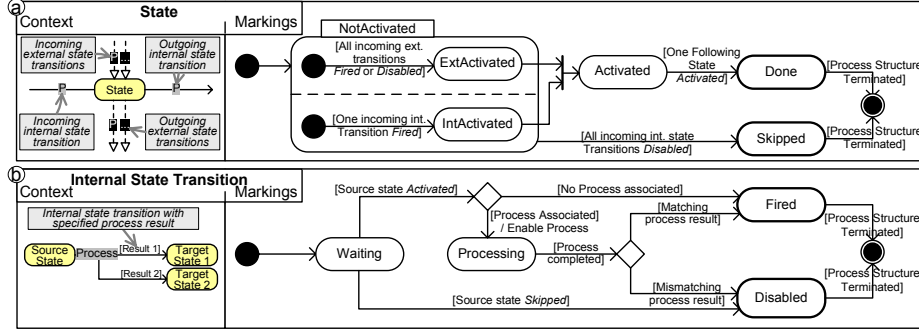 a
State
Context
Markings
Incoming
external state
transitions
Outgoing
internal state
transition
P
State
P
P
Incoming
internal state
transition
P
Outgoing
external state
transitions
NotActivated
[All incoming ext.
transitions
Fired or Disabled]
ExtActivated
[One incoming int.
Transition Fired]
IntActivated
Activated
[One Following
State
Activated]
Done
[All incoming int. state
Transitions Disabled]
Skipped
[Process Structure
Terminated]
[Process Structure
Terminated]
b
Internal State Transition
Context
Markings
Internal state transition with
specified process result
Source
State
Process
[Result 1]
Target
State 1
[Result 2]
Target
State 2
Waiting
[Source state Activated]
[No Process associated]
[Process Associated]
/ Enable Process
Processing
[Process
completed]
[Matching
process result]
Fired
[Mismatching
process result]
[Source state Skipped]
Disabled
[Process Structure
Terminated]
[Process Structure
Terminated]